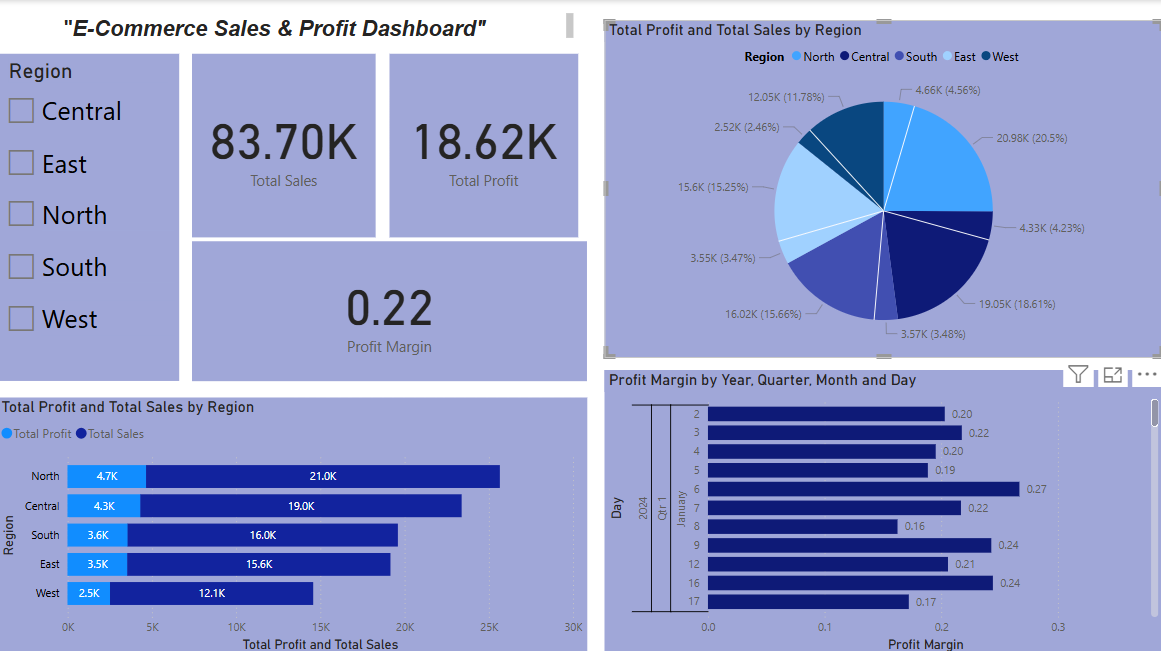 "E-Commerce Sales & Profit Dashboard"
Region
Central
East
North
South
West
83.70K
Total Sales
18.62K
Total Profit
0.22
Profit Margin
Total Profit and Total Sales by Region
Region North Central South East West
4.66K (4.56%)
20.98K (20.5%)
4.33K (4.23%)
19.05K (18.61%)
3.57K (3.48%)
16.02K (15.66%)
3.55K (3.47%)
15.6K (15.25%)
2.52K (2.46%)
12.05K (11.78%)
Total Profit and Total Sales by Region
Total Profit Total Sales
Region
North 4.7K 21.0K
Central 4.3K 19.0K
South 3.6K 16.0K
East 3.5K 15.6K
West 2.5K 12.1K
0K 5K 10K 15K 20K 25K 30K
Total Profit and Total Sales
Profit Margin by Year, Quarter, Month and Day
Day
2024
Qtr 1
January
2 0.20
3 0.22
4 0.20
5 0.19
6 0.27
7 0.22
8 0.16
9 0.24
12 0.21
16 0.24
17 0.17
0.0 0.1 0.2 0.3
Profit Margin